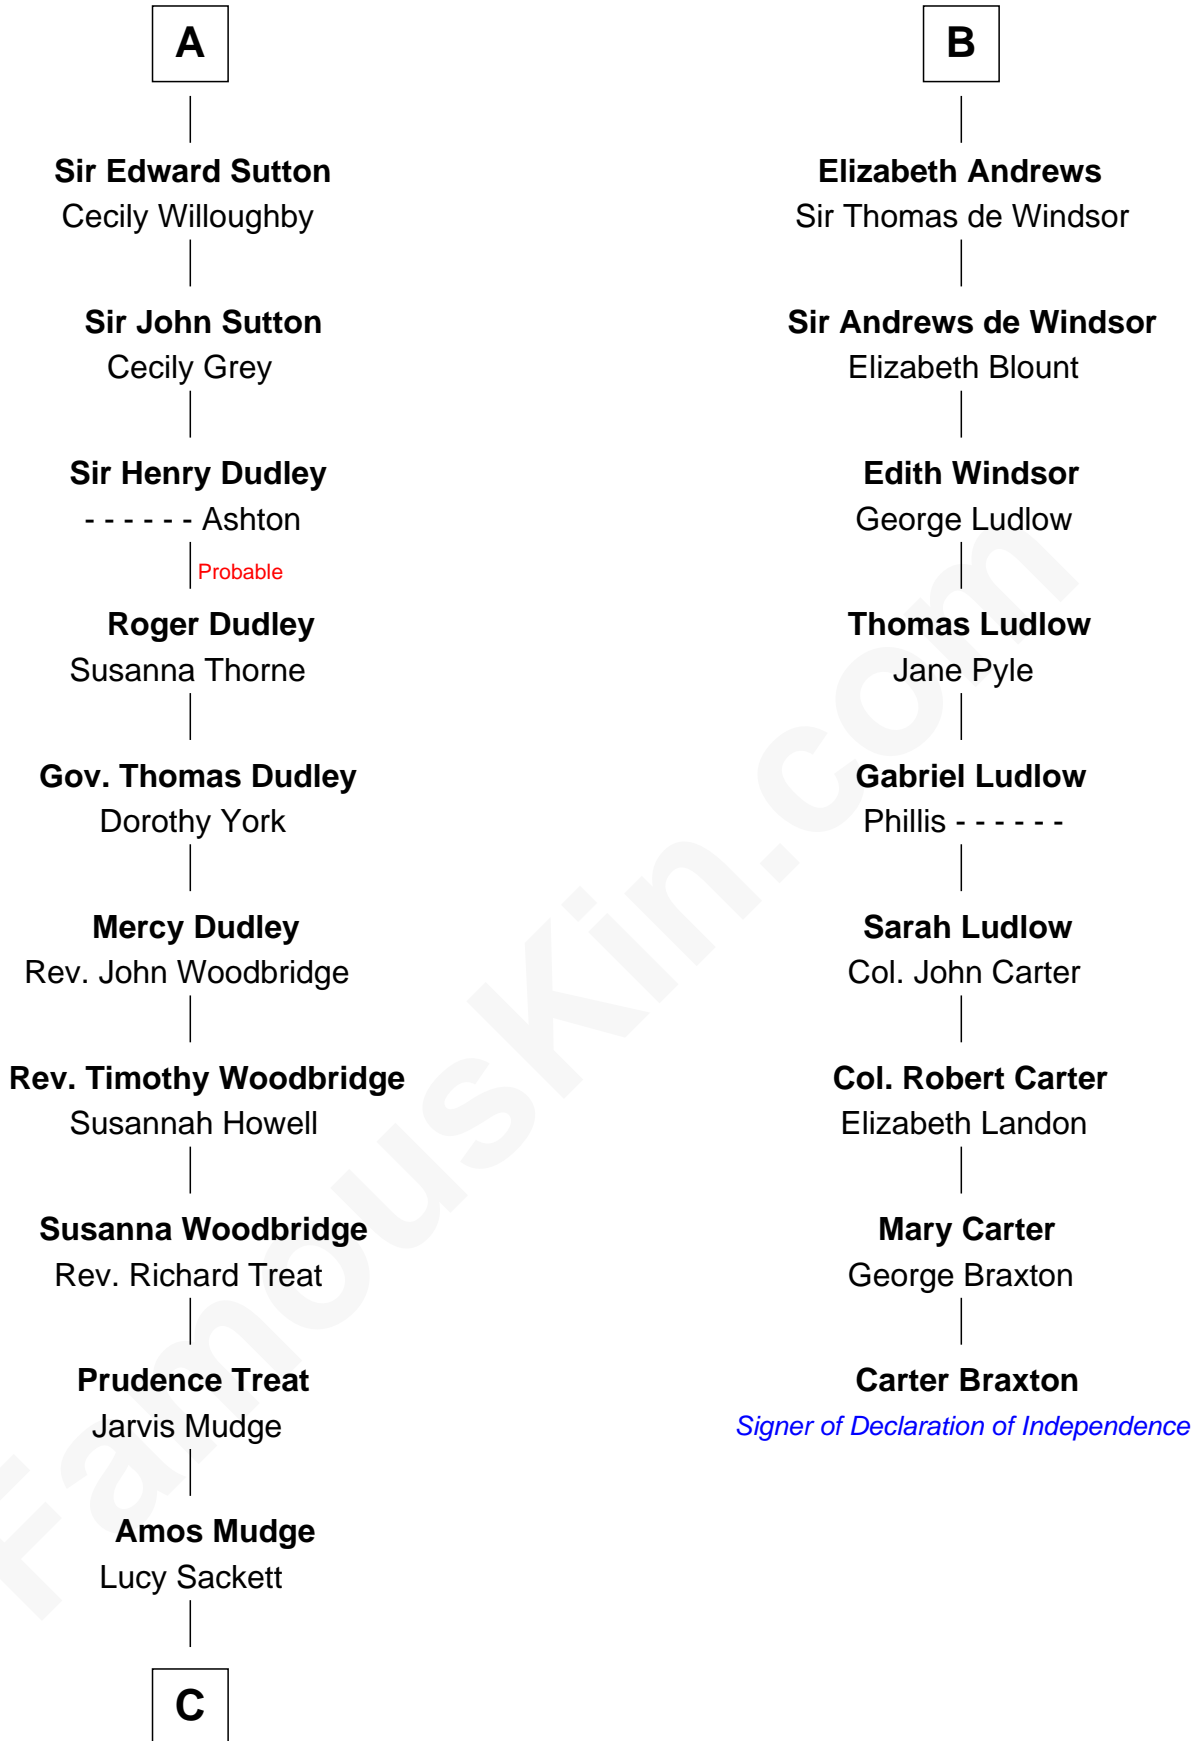 A
Sir Edward Sutton
Cecily Willoughby
Sir John Sutton
Cecily Grey
Sir Henry Dudley
- - - - - - Ashton
Probable
Roger Dudley
Susanna Thorne
Gov. Thomas Dudley
Dorothy York
Mercy Dudley
Rev. John Woodbridge
Rev. Timothy Woodbridge
Susannah Howell
Susanna Woodbridge
Rev. Richard Treat
Prudence Treat
Jarvis Mudge
Amos Mudge
Lucy Sackett
C
B
Elizabeth Andrews
Sir Thomas de Windsor
Sir Andrews de Windsor
Elizabeth Blount
Edith Windsor
George Ludlow
Thomas Ludlow
Jane Pyle
Gabriel Ludlow
Phillis - - - - - -
Sarah Ludlow
Col. John Carter
Col. Robert Carter
Elizabeth Landon
Mary Carter
George Braxton
Carter Braxton
Signer of Declaration of Independence
FamousKin.com